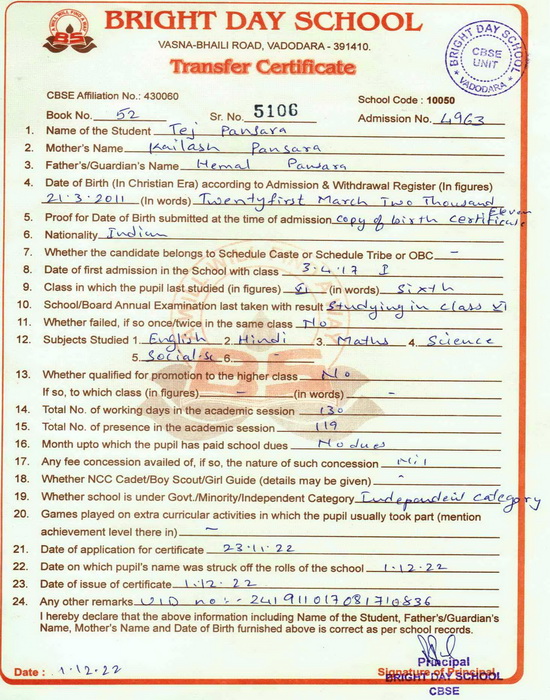 BRIGHT DAY SCHOOL
VASNA-BHAILI ROAD, VADODARA - 391410.
Transfer Certificate
BRIGHT DAY SCHOOL
CBSE
UNIT
VADODARA
CBSE Affiliation No.: 430060
School Code : 10050
Book No. 52 Sr. No. 5106 Admission No. 4963
1. Name of the Student Tej Pansara
2. Mother's Name Kailash Pansara
3. Father's/Guardian's Name Hemal Pansara
4. Date of Birth (In Christian Era) according to Admission & Withdrawal Register (In figures)
21.3.2011 (In words) Twentyfirst March Two Thousand Eleven
5. Proof for Date of Birth submitted at the time of admission copy of birth certificate
6. Nationality Indian
7. Whether the candidate belongs to Schedule Caste or Schedule Tribe or OBC -
8. Date of first admission in the School with class 3.4.17 I
9. Class in which the pupil last studied (in figures) VI (in words) Sixth
10. School/Board Annual Examination last taken with result Studying in class VI
11. Whether failed, if so once/twice in the same class No
12. Subjects Studied 1. English 2. Hindi 3. Maths 4. Science
5. Social-Sc 6. -
13. Whether qualified for promotion to the higher class No
If so, to which class (in figures) - (in words) -
14. Total No. of working days in the academic session 130
15. Total No. of presence in the academic session 119
16. Month upto which the pupil has paid school dues No dues
17. Any fee concession availed of, if so, the nature of such concession Nil
18. Whether NCC Cadet/Boy Scout/Girl Guide (details may be given) -
19. Whether school is under Govt./Minority/Independent Category Independent category
20. Games played on extra curricular activities in which the pupil usually took part (mention
achievement level there in) -
21. Date of application for certificate 23.11.22
22. Date on which pupil's name was struck off the rolls of the school 1.12.22
23. Date of issue of certificate 1.12.22
24. Any other remarks UID no:- 241911017081710836
I hereby declare that the above information including Name of the Student, Father's/Guardian's
Name, Mother's Name and Date of Birth furnished above is correct as per school records.
Date : 1.12.22
Signature of Principal
Principal
BRIGHT DAY SCHOOL
CBSE